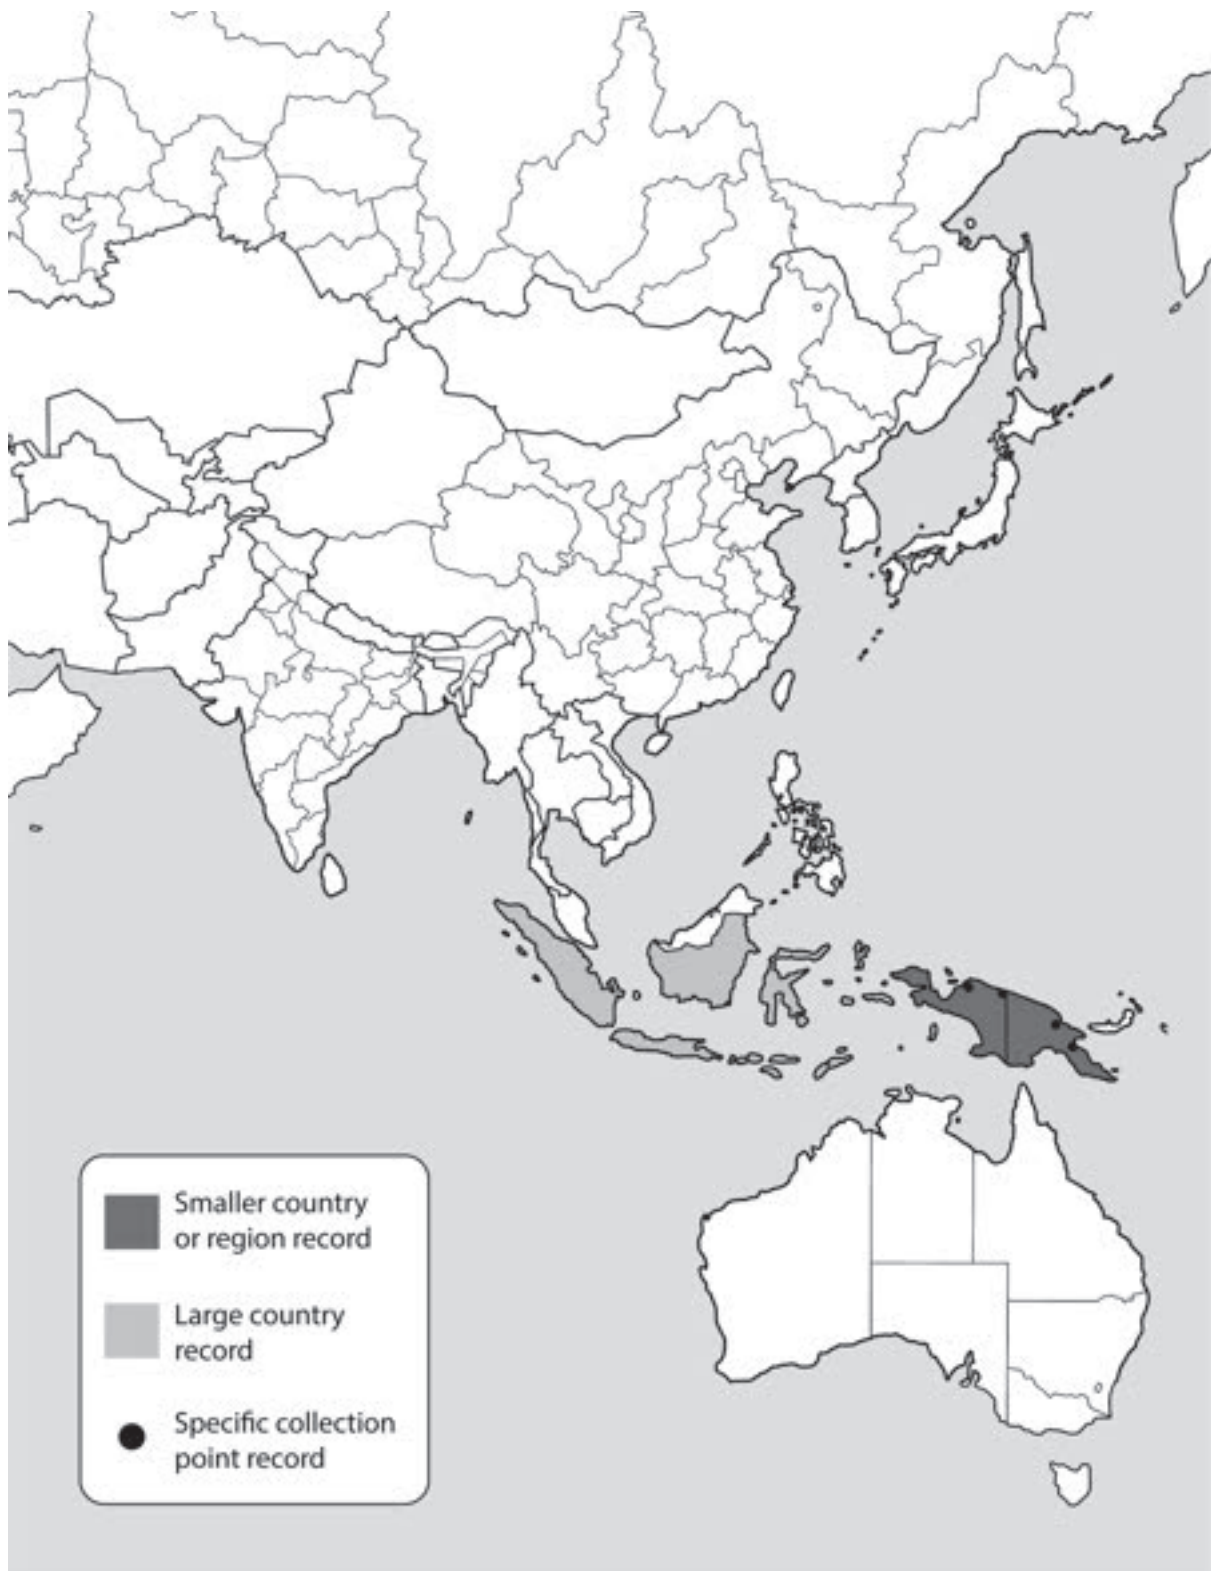 Smaller country
or region record
Large country
record
Specific collection
point record